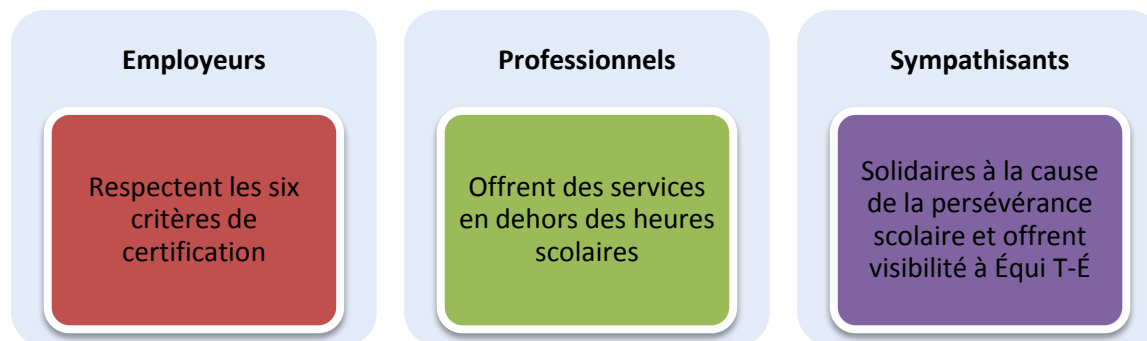 Employeurs
Respectent les six
critères de
certification
Professionnels
Offrent des services
en dehors des heures
scolaires
Sympathisants
Solidaires à la cause
de la persévérance
scolaire et offrent
visibilité à Équi T-É